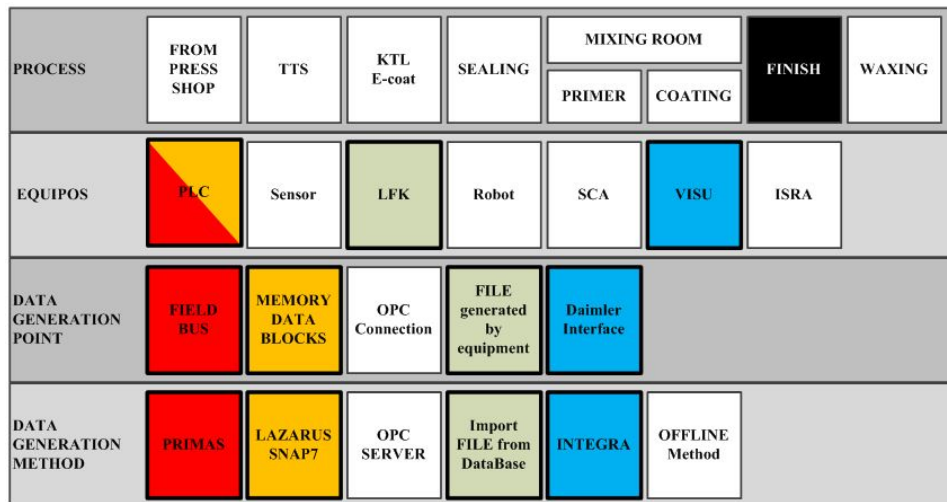 PROCESS
FROM
PRESS
SHOP
TTS
KTL
E-coat
SEALING
MIXING ROOM
PRIMER
COATING
FINISH
WAXING
EQUIPOS
PLC
Sensor
LFK
Robot
SCA
VISU
ISRA
DATA
GENERATION
POINT
FIELD
BUS
MEMORY
DATA
BLOCKS
OPC
Connection
FILE
generated
by
equipment
Daimler
Interface
DATA
GENERATION
METHOD
PRIMAS
LAZARUS
SNAP7
OPC
SERVER
Import
FILE from
DataBase
INTEGRA
OFFLINE
Method